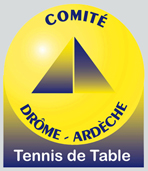 COMITÉ
DRÔME - ARDÈCHE
Tennis de Table